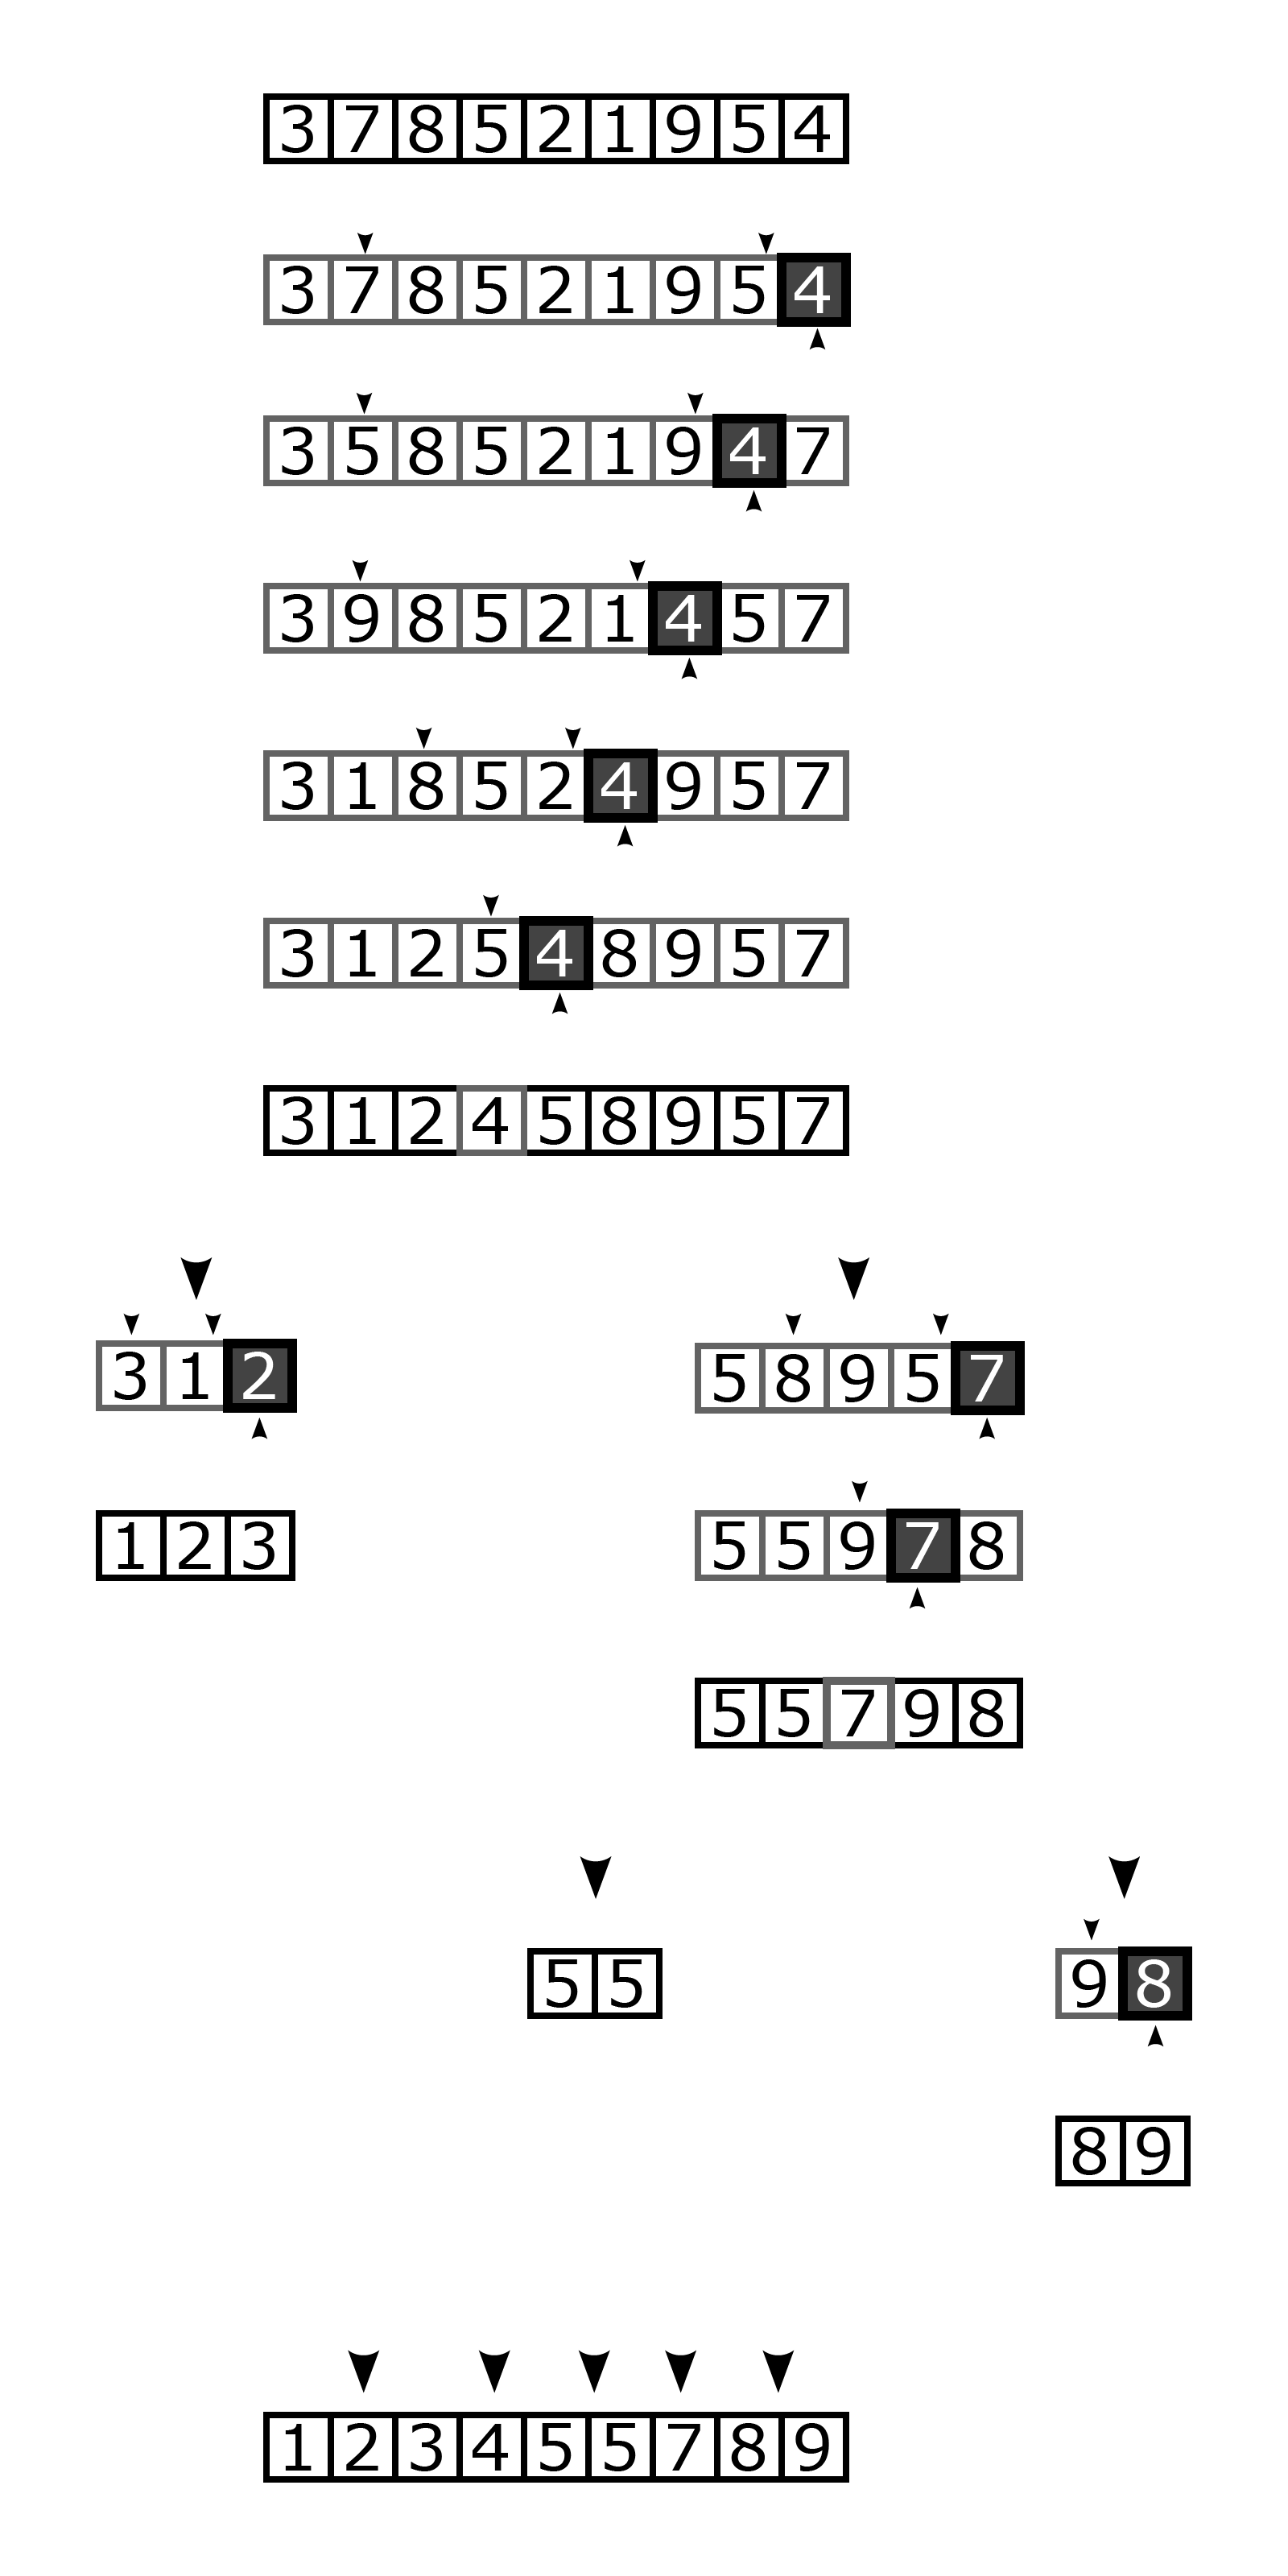 3 7 8 5 2 1 9 5 4
3 7 8 5 2 1 9 5 4
3 5 8 5 2 1 9 4 7
3 9 8 5 2 1 4 5 7
3 1 8 5 2 4 9 5 7
3 1 2 5 4 8 9 5 7
3 1 2 4 5 8 9 5 7
3 1 2
5 8 9 5 7
1 2 3
5 5 9 7 8
5 5 7 9 8
5 5
9 8
8 9
1 2 3 4 5 5 7 8 9